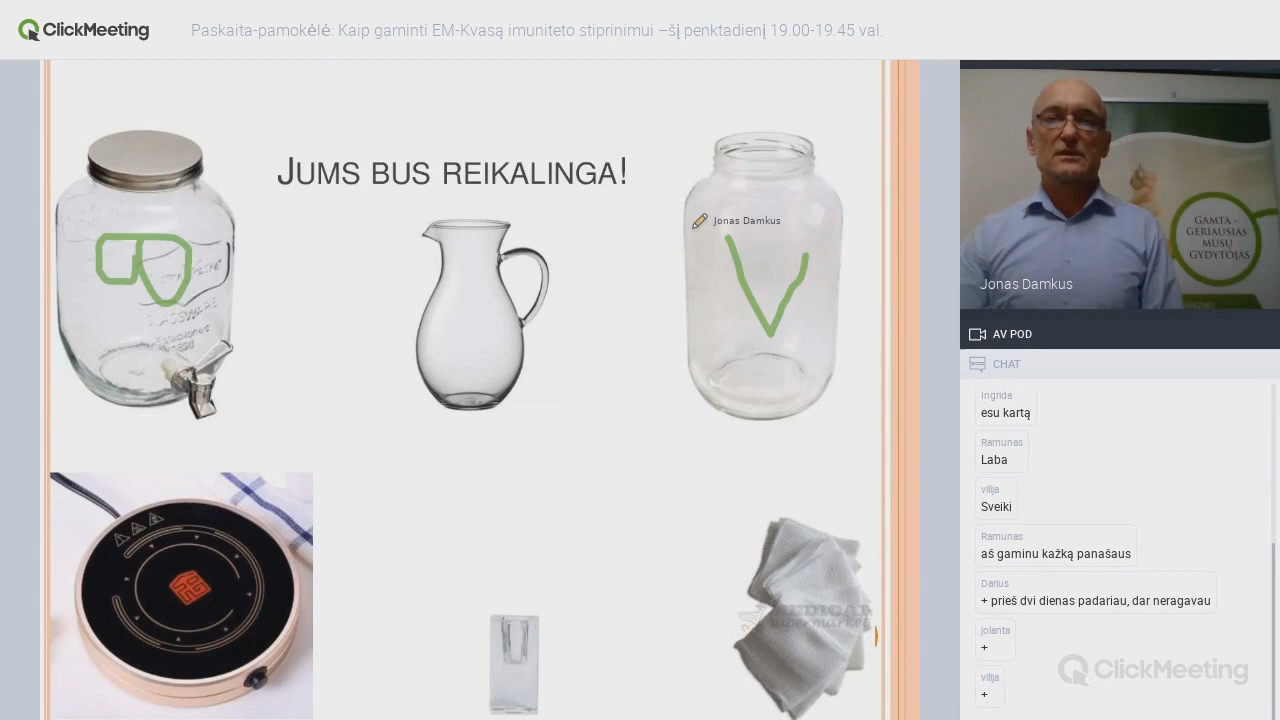 ClickMeeting
Paskaita-pamokėlė: Kaip gaminti EM-Kvasą imuniteto stiprinimui –šį penktadienį 19.00-19.45 val.
JUMS BUS REIKALINGA!
Jonas Damkus
GAMTA -
GERIAUSIAS
MŪSŲ
GYDYTOJAS
Jonas Damkus
AV POD
CHAT
Ingrida
esu kartą
Ramunas
Laba
vilija
Sveiki
Ramunas
aš gaminu kažką panašaus
Darius
+ prieš dvi dienas padariau, dar neragavau
jolanta
+
vilija
+
ClickMeeting